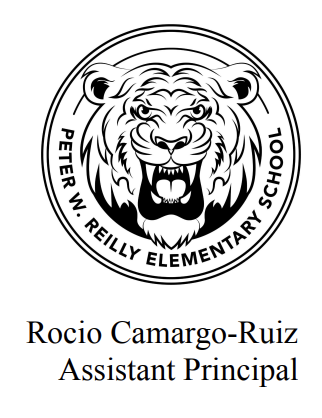 PETER W. REILLY ELEMENTARY SCHOOL
Rocio Camargo-Ruiz
Assistant Principal